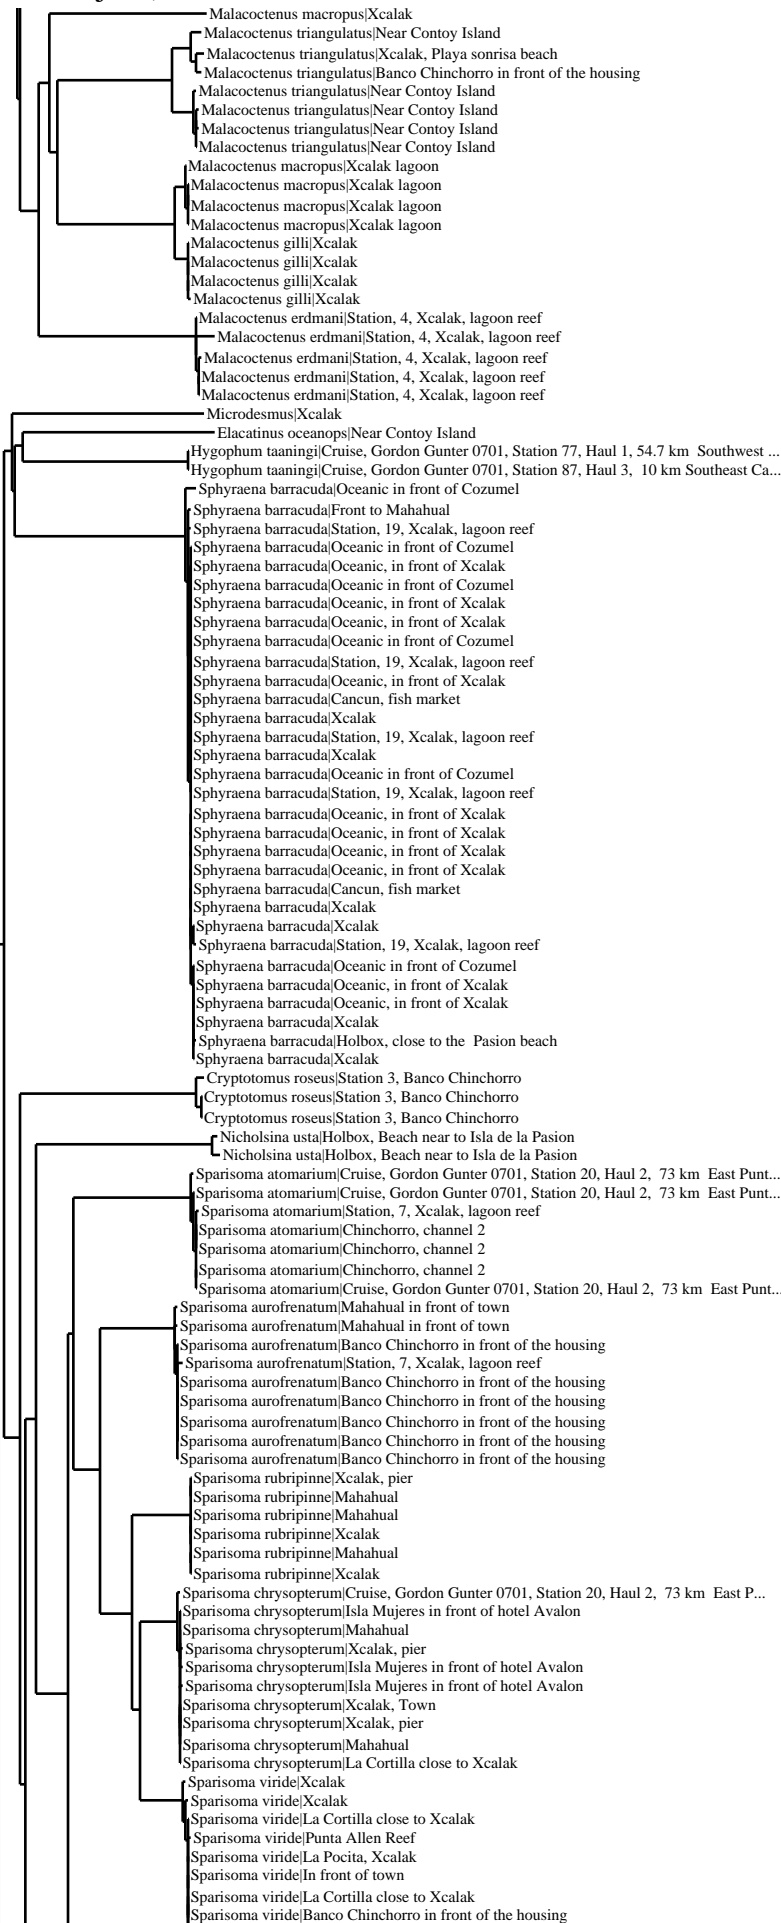 Malacoctenus macropus|Xcalak
Malacoctenus triangulatus|Near Contoy Island
Malacoctenus triangulatus|Xcalak, Playa sonrisa beach
Malacoctenus triangulatus|Banco Chinchorro in front of the housing
Malacoctenus triangulatus|Near Contoy Island
Malacoctenus triangulatus|Near Contoy Island
Malacoctenus triangulatus|Near Contoy Island
Malacoctenus triangulatus|Near Contoy Island
Malacoctenus macropus|Xcalak lagoon
Malacoctenus macropus|Xcalak lagoon
Malacoctenus macropus|Xcalak lagoon
Malacoctenus macropus|Xcalak lagoon
Malacoctenus gilli|Xcalak
Malacoctenus gilli|Xcalak
Malacoctenus gilli|Xcalak
Malacoctenus gilli|Xcalak
Malacoctenus erdmani|Station, 4, Xcalak, lagoon reef
Malacoctenus erdmani|Station, 4, Xcalak, lagoon reef
Malacoctenus erdmani|Station, 4, Xcalak, lagoon reef
Malacoctenus erdmani|Station, 4, Xcalak, lagoon reef
Malacoctenus erdmani|Station, 4, Xcalak, lagoon reef
Microdesmus|Xcalak
Elacatinus oceanops|Near Contoy Island
Hygophum taaningi|Cruise, Gordon Gunter 0701, Station 77, Haul 1, 54.7 km Southwest ...
Hygophum taaningi|Cruise, Gordon Gunter 0701, Station 87, Haul 3, 10 km Southeast Ca...
Sphyraena barracuda|Oceanic in front of Cozumel
Sphyraena barracuda|Front to Mahahual
Sphyraena barracuda|Station, 19, Xcalak, lagoon reef
Sphyraena barracuda|Oceanic in front of Cozumel
Sphyraena barracuda|Oceanic, in front of Xcalak
Sphyraena barracuda|Oceanic in front of Cozumel
Sphyraena barracuda|Oceanic, in front of Xcalak
Sphyraena barracuda|Oceanic, in front of Xcalak
Sphyraena barracuda|Oceanic in front of Cozumel
Sphyraena barracuda|Station, 19, Xcalak, lagoon reef
Sphyraena barracuda|Oceanic, in front of Xcalak
Sphyraena barracuda|Cancun, fish market
Sphyraena barracuda|Xcalak
Sphyraena barracuda|Station, 19, Xcalak, lagoon reef
Sphyraena barracuda|Xcalak
Sphyraena barracuda|Oceanic in front of Cozumel
Sphyraena barracuda|Station, 19, Xcalak, lagoon reef
Sphyraena barracuda|Oceanic, in front of Xcalak
Sphyraena barracuda|Oceanic, in front of Xcalak
Sphyraena barracuda|Oceanic, in front of Xcalak
Sphyraena barracuda|Oceanic, in front of Xcalak
Sphyraena barracuda|Cancun, fish market
Sphyraena barracuda|Xcalak
Sphyraena barracuda|Xcalak
Sphyraena barracuda|Station, 19, Xcalak, lagoon reef
Sphyraena barracuda|Oceanic in front of Cozumel
Sphyraena barracuda|Oceanic, in front of Xcalak
Sphyraena barracuda|Oceanic, in front of Xcalak
Sphyraena barracuda|Xcalak
Sphyraena barracuda|Holbox, close to the Pasion beach
Sphyraena barracuda|Xcalak
Cryptotomus roseus|Station 3, Banco Chinchorro
Cryptotomus roseus|Station 3, Banco Chinchorro
Cryptotomus roseus|Station 3, Banco Chinchorro
Nicholsina usta|Holbox, Beach near to Isla de la Pasion
Nicholsina usta|Holbox, Beach near to Isla de la Pasion
Sparisoma atomarium|Cruise, Gordon Gunter 0701, Station 20, Haul 2, 73 km East Punt...
Sparisoma atomarium|Cruise, Gordon Gunter 0701, Station 20, Haul 2, 73 km East Punt...
Sparisoma atomarium|Station, 7, Xcalak, lagoon reef
Sparisoma atomarium|Chinchorro, channel 2
Sparisoma atomarium|Chinchorro, channel 2
Sparisoma atomarium|Chinchorro, channel 2
Sparisoma atomarium|Cruise, Gordon Gunter 0701, Station 20, Haul 2, 73 km East Punt...
Sparisoma aurofrenatum|Mahahual in front of town
Sparisoma aurofrenatum|Mahahual in front of town
Sparisoma aurofrenatum|Banco Chinchorro in front of the housing
Sparisoma aurofrenatum|Station, 7, Xcalak, lagoon reef
Sparisoma aurofrenatum|Banco Chinchorro in front of the housing
Sparisoma aurofrenatum|Banco Chinchorro in front of the housing
Sparisoma aurofrenatum|Banco Chinchorro in front of the housing
Sparisoma aurofrenatum|Banco Chinchorro in front of the housing
Sparisoma aurofrenatum|Banco Chinchorro in front of the housing
Sparisoma rubripinne|Xcalak, pier
Sparisoma rubripinne|Mahahual
Sparisoma rubripinne|Mahahual
Sparisoma rubripinne|Xcalak
Sparisoma rubripinne|Mahahual
Sparisoma rubripinne|Xcalak
Sparisoma chrysopterum|Cruise, Gordon Gunter 0701, Station 20, Haul 2, 73 km East P...
Sparisoma chrysopterum|Isla Mujeres in front of hotel Avalon
Sparisoma chrysopterum|Mahahual
Sparisoma chrysopterum|Xcalak, pier
Sparisoma chrysopterum|Isla Mujeres in front of hotel Avalon
Sparisoma chrysopterum|Isla Mujeres in front of hotel Avalon
Sparisoma chrysopterum|Xcalak, Town
Sparisoma chrysopterum|Xcalak, pier
Sparisoma chrysopterum|Mahahual
Sparisoma chrysopterum|La Cortilla close to Xcalak
Sparisoma viride|Xcalak
Sparisoma viride|Xcalak
Sparisoma viride|La Cortilla close to Xcalak
Sparisoma viride|Punta Allen Reef
Sparisoma viride|La Pocita, Xcalak
Sparisoma viride|In front of town
Sparisoma viride|La Cortilla close to Xcalak
Sparisoma viride|Banco Chinchorro in front of the housing